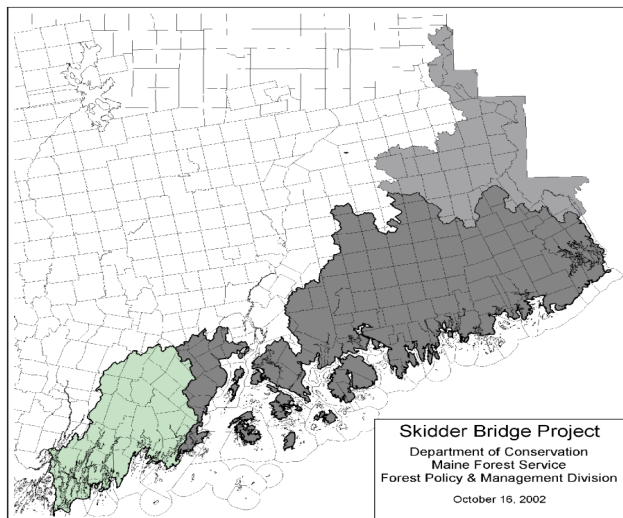 Skidder Bridge Project
Department of Conservation
Maine Forest Service
Forest Policy & Management Division
October 16, 2002